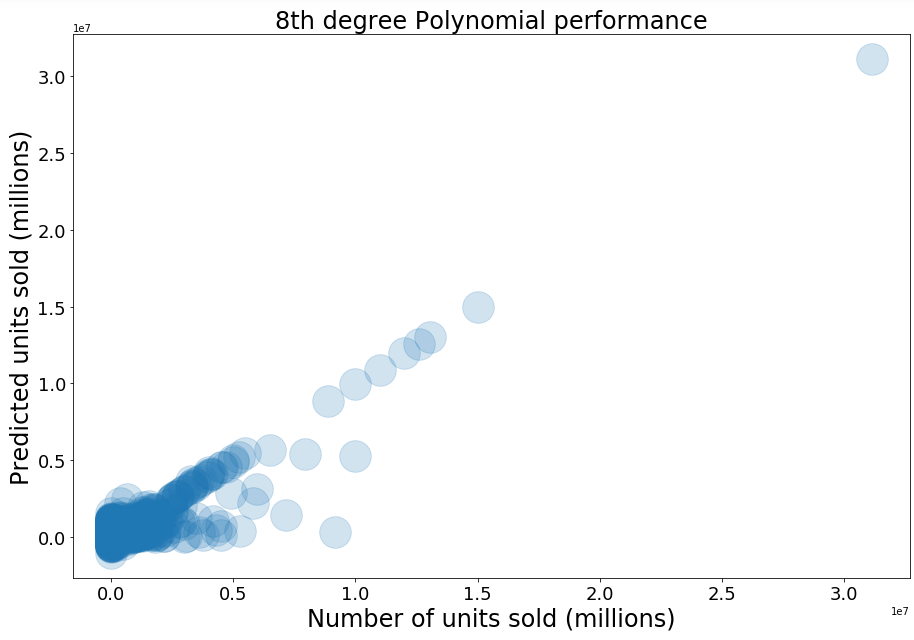 8th degree Polynomial performance
1e7
3.0
2.5
2.0
1.5
1.0
0.5
0.0
Predicted units sold (millions)
0.0 0.5 1.0 1.5 2.0 2.5 3.0
1e7
Number of units sold (millions)